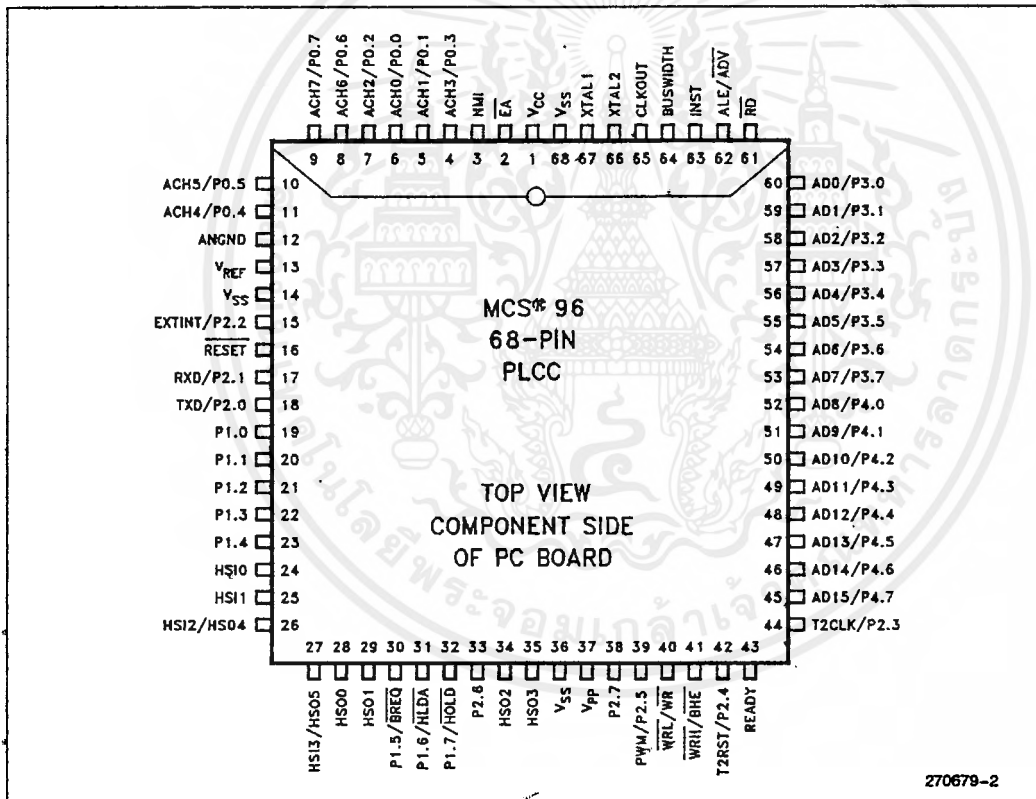 ACH7/P0.7
ACH6/P0.6
ACH2/P0.2
ACH0/P0.0
ACH1/P0.1
ACH3/P0.3
NMI
EA
VCC
VSS
XTAL1
XTAL2
CLKOUT
BUSWIDTH
INST
ALE/ADV
RD
9 8 7 6 5 4 3 2 1 68 67 66 65 64 63 62 61
ACH5/P0.5 10
ACH4/P0.4 11
ANGND 12
VREF 13
VSS 14
EXTINT/P2.2 15
RESET 16
RXD/P2.1 17
TXD/P2.0 18
P1.0 19
P1.1 20
P1.2 21
P1.3 22
P1.4 23
HSI0 24
HSI1 25
HSI2/HSO4 26
MCS® 96
68-PIN
PLCC
TOP VIEW
COMPONENT SIDE
OF PC BOARD
60 AD0/P3.0
59 AD1/P3.1
58 AD2/P3.2
57 AD3/P3.3
56 AD4/P3.4
55 AD5/P3.5
54 AD6/P3.6
53 AD7/P3.7
52 AD8/P4.0
51 AD9/P4.1
50 AD10/P4.2
49 AD11/P4.3
48 AD12/P4.4
47 AD13/P4.5
46 AD14/P4.6
45 AD15/P4.7
44 T2CLK/P2.3
27 28 29 30 31 32 33 34 35 36 37 38 39 40 41 42 43
HSI3/HSO5
HSO0
HSO1
P1.5/BREQ
P1.6/HLDA
P1.7/HOLD
P2.6
HSO2
HSO3
VSS
VPP
P2.7
PWM/P2.5
WRL/WR
WRH/BHE
T2RST/P2.4
READY
270679-2